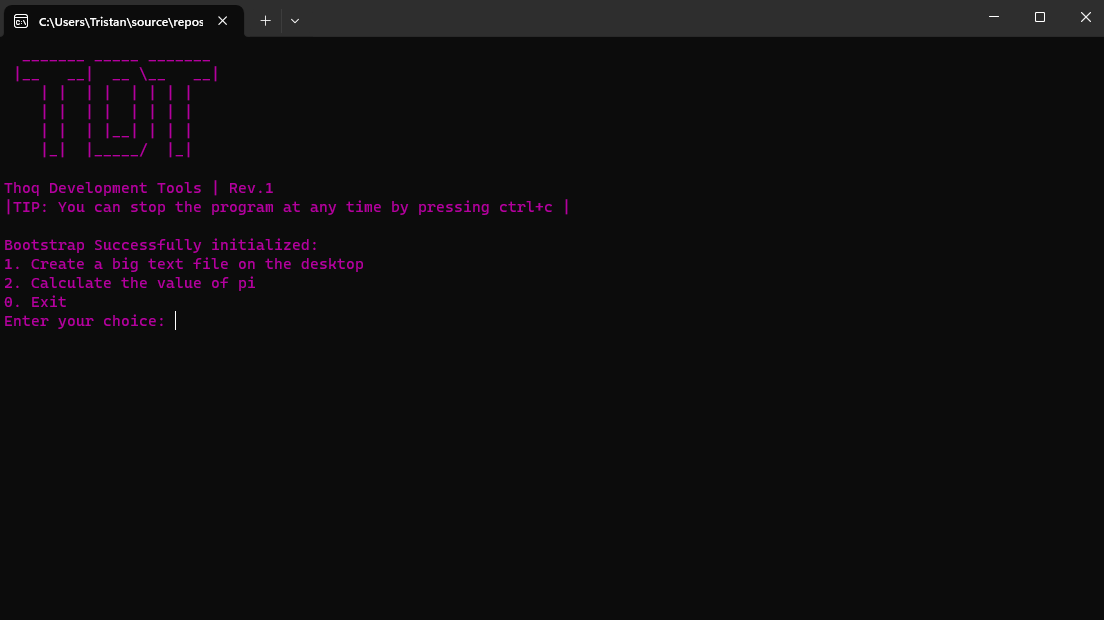 C:\Users\Tristan\source\repos
 _______ _____ _______
|__   __|  __ \__   __|
   | |  | |  | | | |
   | |  | |  | | | |
   | |  | |__| | | |
   |_|  |_____/  |_|
Thoq Development Tools | Rev.1
|TIP: You can stop the program at any time by pressing ctrl+c |
Bootstrap Successfully initialized:
1. Create a big text file on the desktop
2. Calculate the value of pi
0. Exit
Enter your choice: